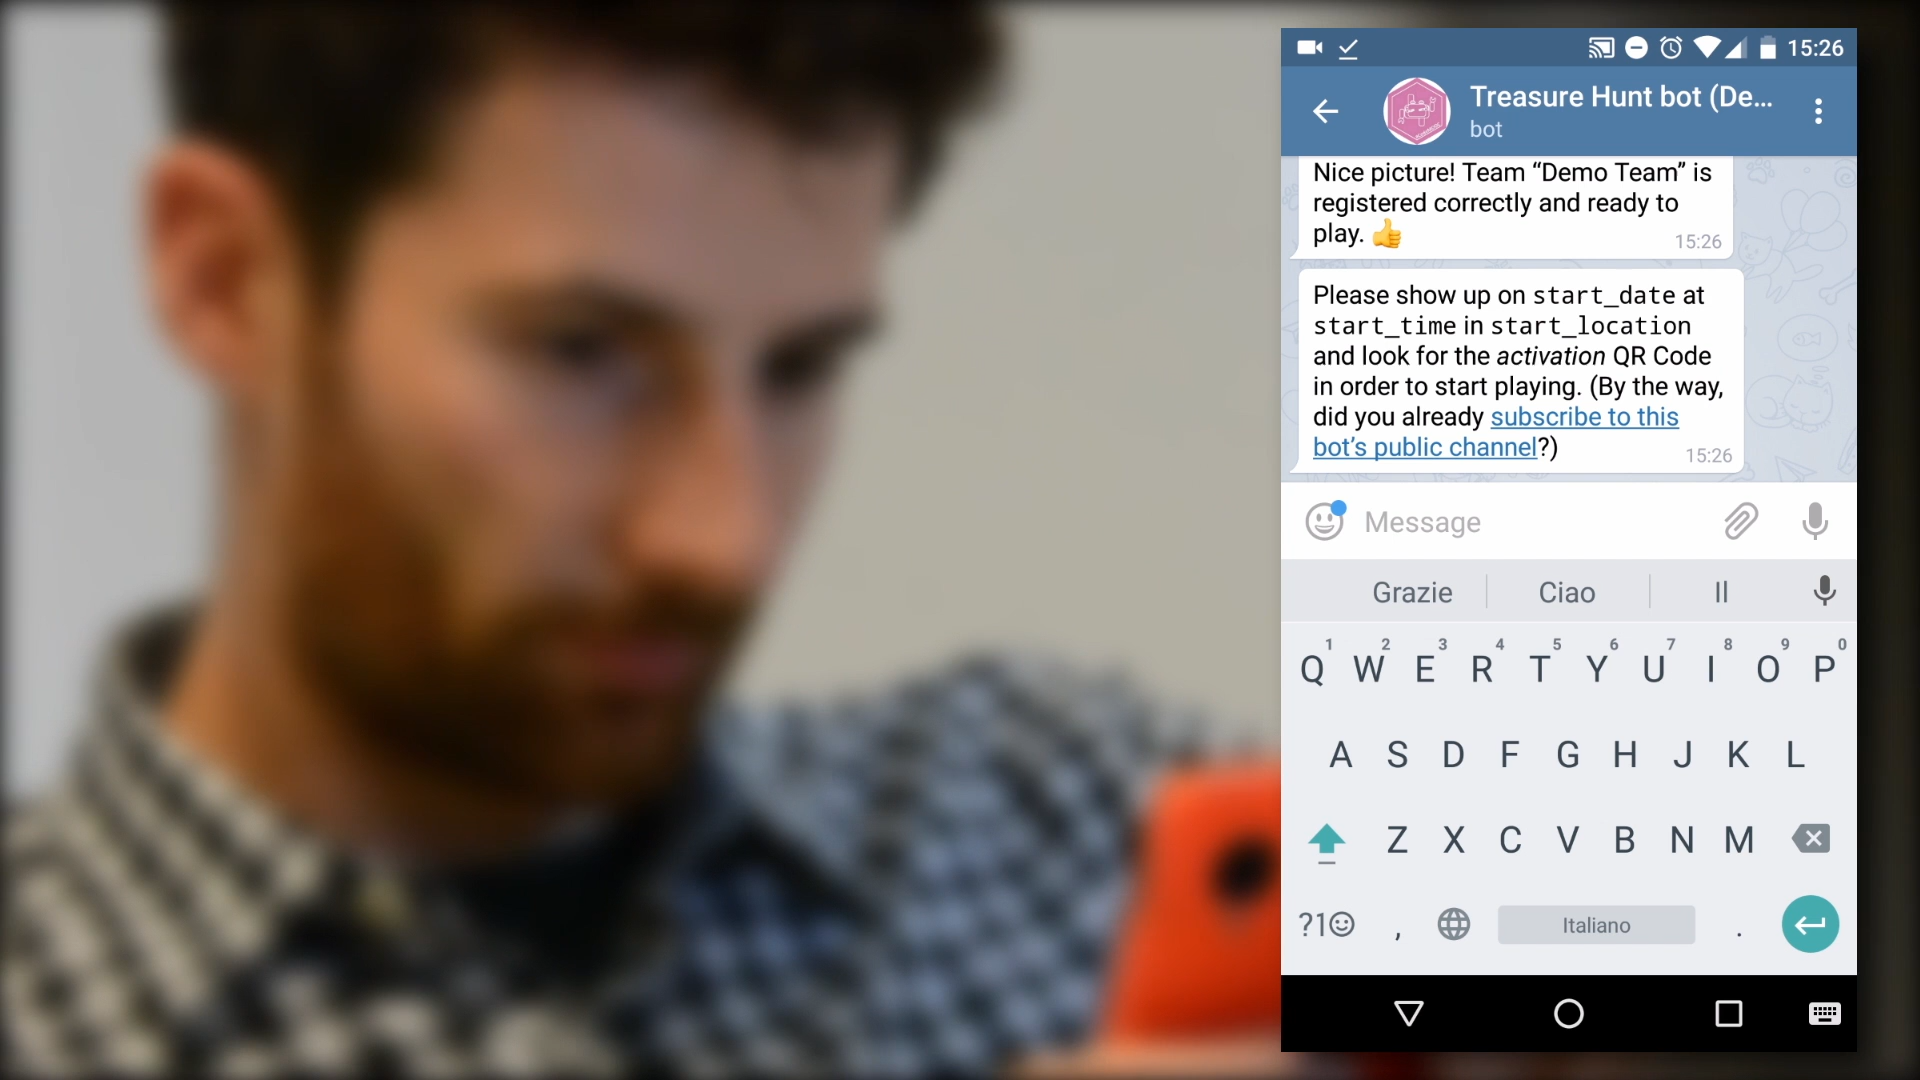 15:26
Treasure Hunt bot (De...
bot
Nice picture! Team “Demo Team” is
registered correctly and ready to
play. 👍
15:26
Please show up on start_date at
start_time in start_location
and look for the activation QR Code
in order to start playing. (By the way,
did you already subscribe to this
bot’s public channel?)
15:26
Message
Grazie Ciao Il
1 2 3 4 5 6 7 8 9 0
Q W E R T Y U I O P
A S D F G H J K L
Z X C V B N M
?1☺ , Italiano .